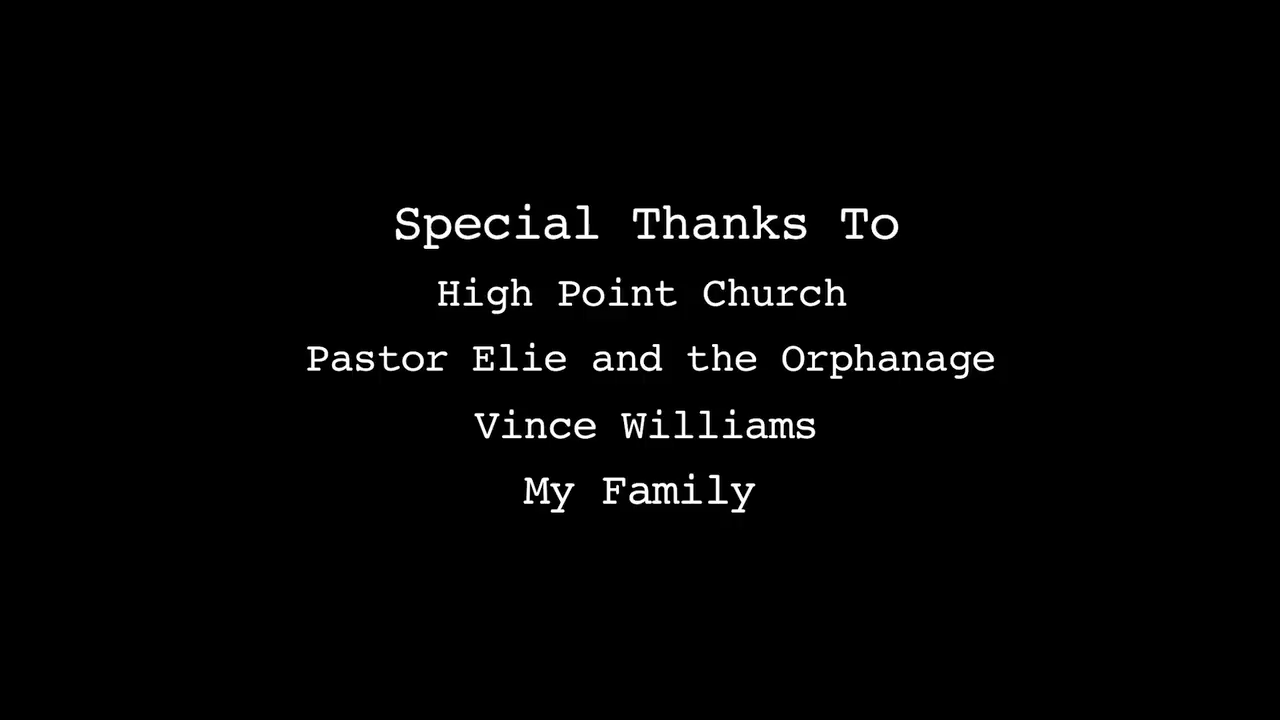 Special Thanks To
High Point Church
Pastor Elie and the Orphanage
Vince Williams
My Family